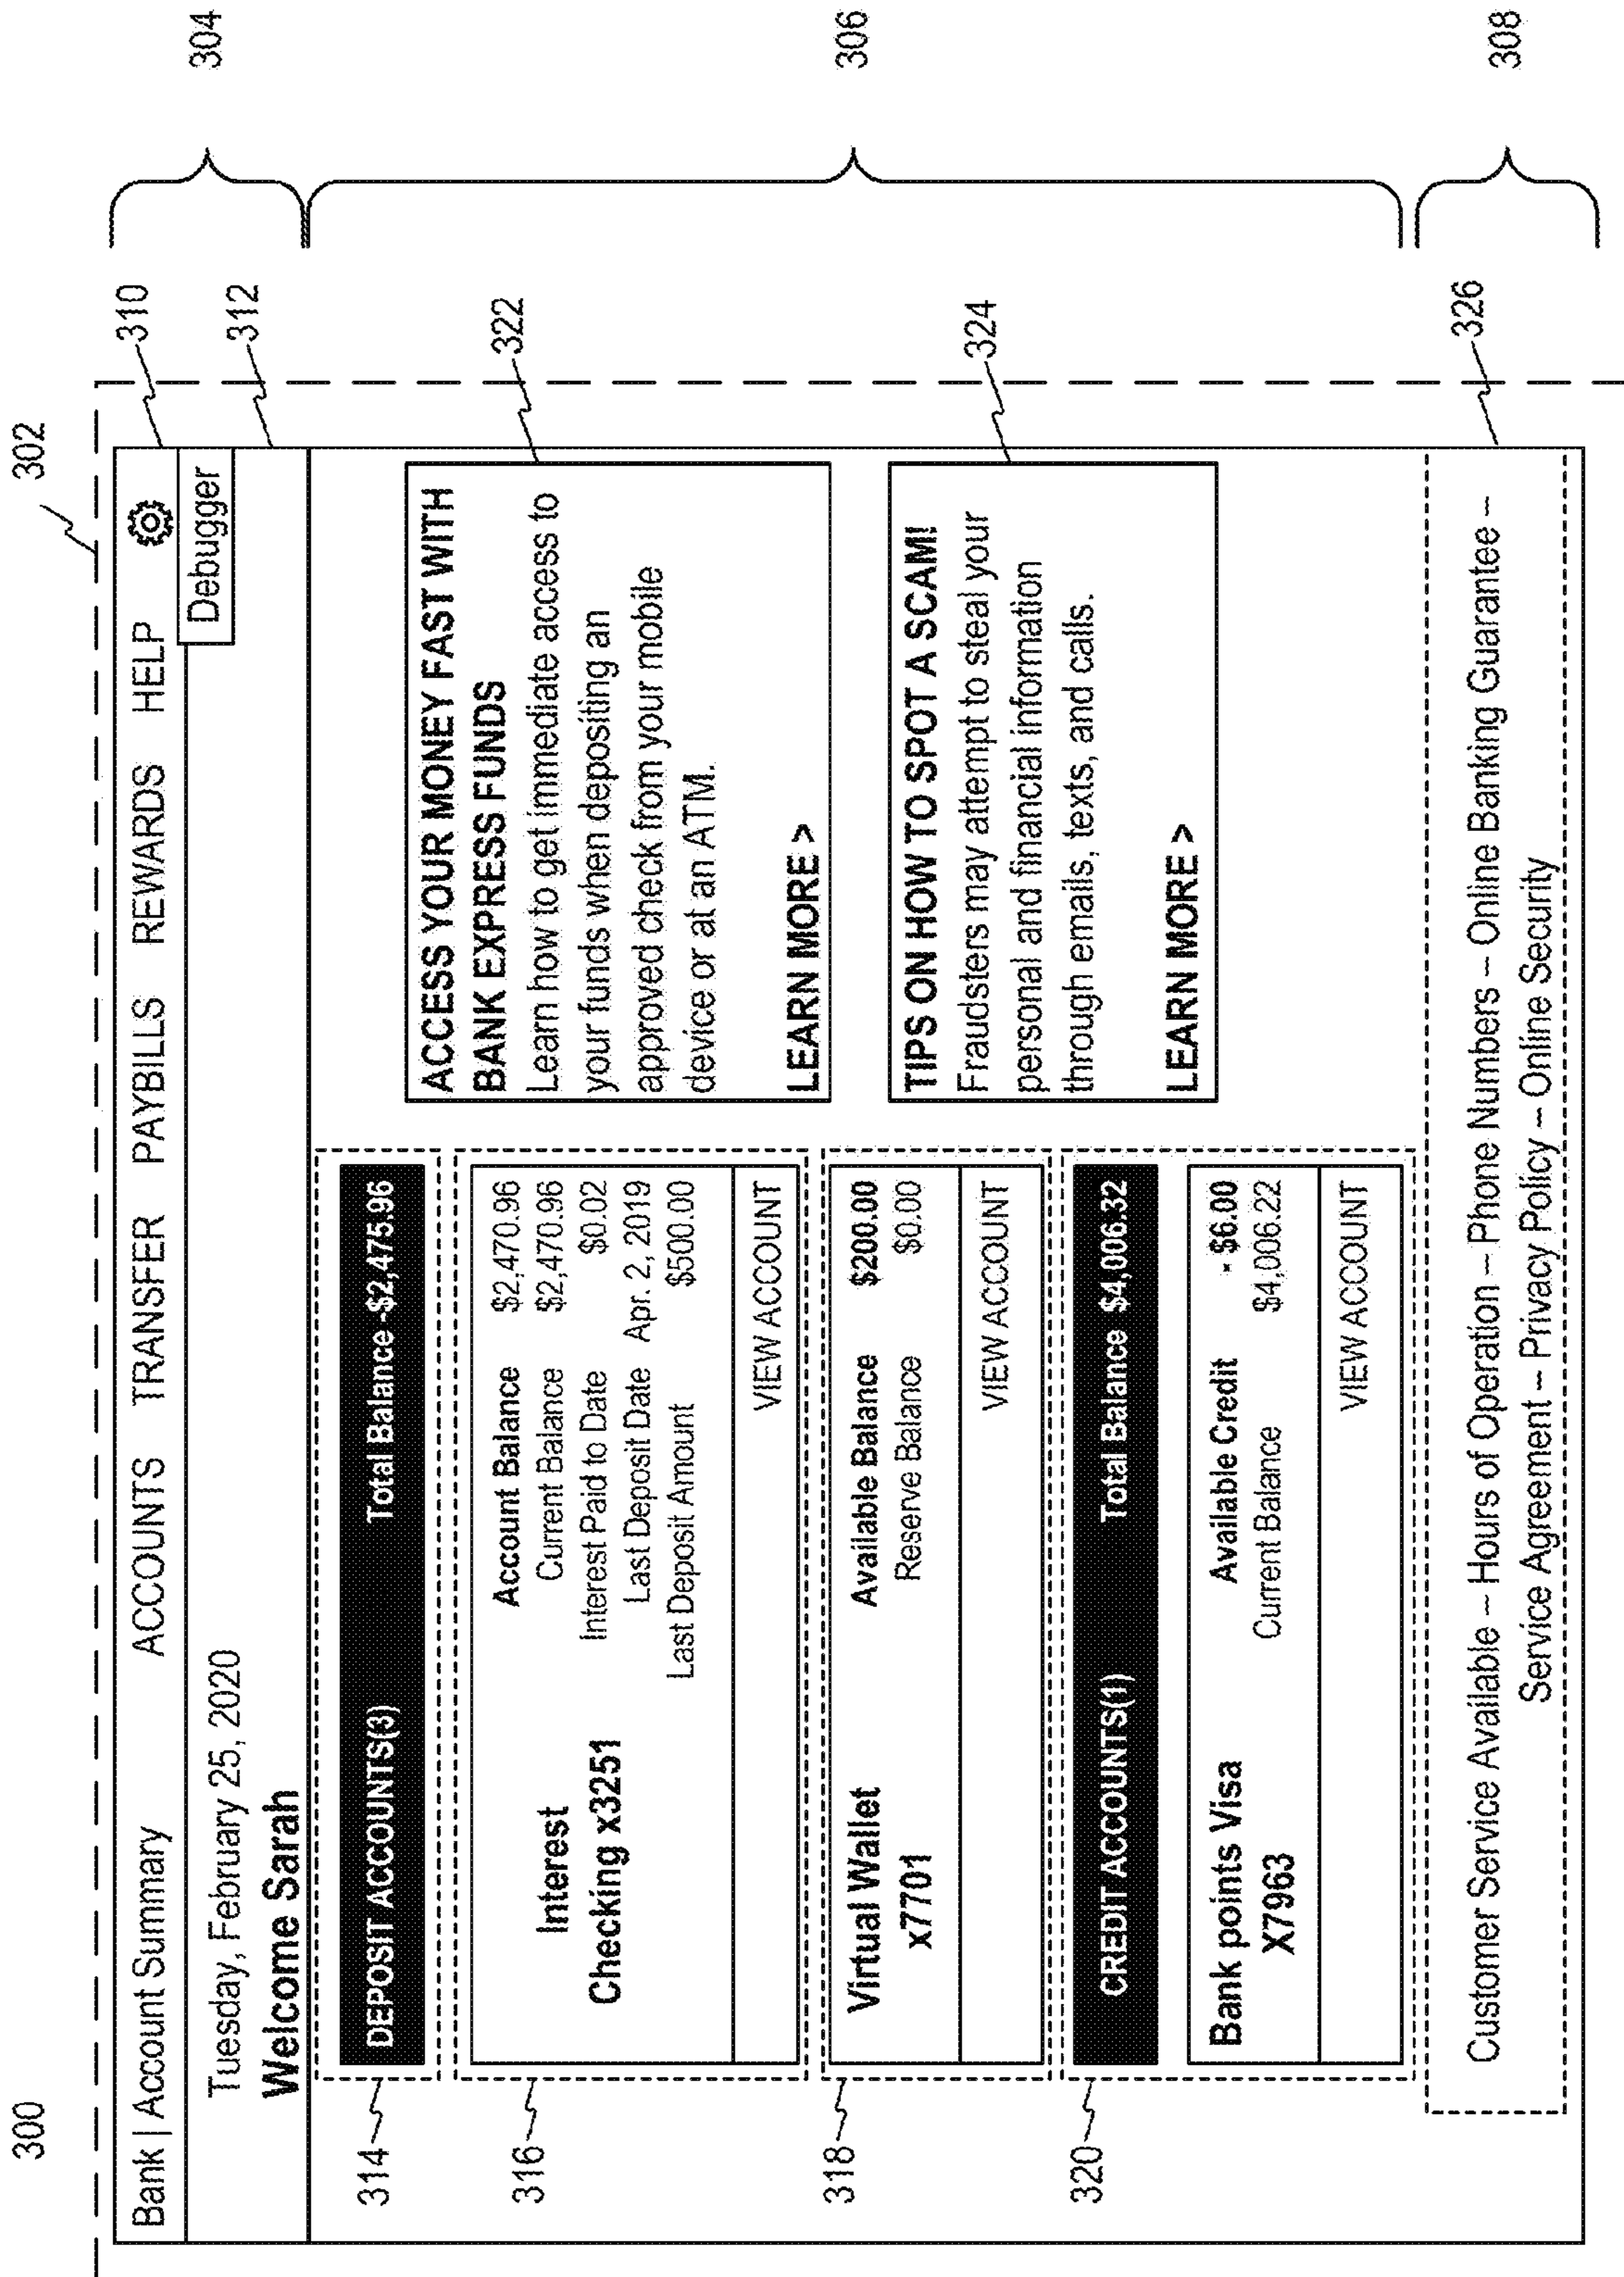 300
302
Bank | Account Summary ACCOUNTS TRANSFER PAYBILLS REWARDS HELP
310
304
Debugger
Tuesday, February 25, 2020
312
Welcome Sarah
314
DEPOSIT ACCOUNTS(3) Total Balance -$2,475.96
316
Interest
Checking x3251
Account Balance $2,470.96
Current Balance $2,470.96
Interest Paid to Date $0.02
Last Deposit Date Apr. 2, 2019
Last Deposit Amount $500.00
VIEW ACCOUNT
318
Virtual Wallet
x7701
Available Balance $200.00
Reserve Balance $0.00
VIEW ACCOUNT
320
CREDIT ACCOUNTS(1) Total Balance $4,006.32
Bank points Visa
X7963
Available Credit - $6.00
Current Balance $4,006.22
VIEW ACCOUNT
322
ACCESS YOUR MONEY FAST WITH
BANK EXPRESS FUNDS
Learn how to get immediate access to
your funds when depositing an
approved check from your mobile
device or at an ATM.
LEARN MORE >
306
324
TIPS ON HOW TO SPOT A SCAM!
Fraudsters may attempt to steal your
personal and financial information
through emails, texts, and calls.
LEARN MORE >
326
308
Customer Service Available -- Hours of Operation -- Phone Numbers -- Online Banking Guarantee --
Service Agreement -- Privacy Policy -- Online Security